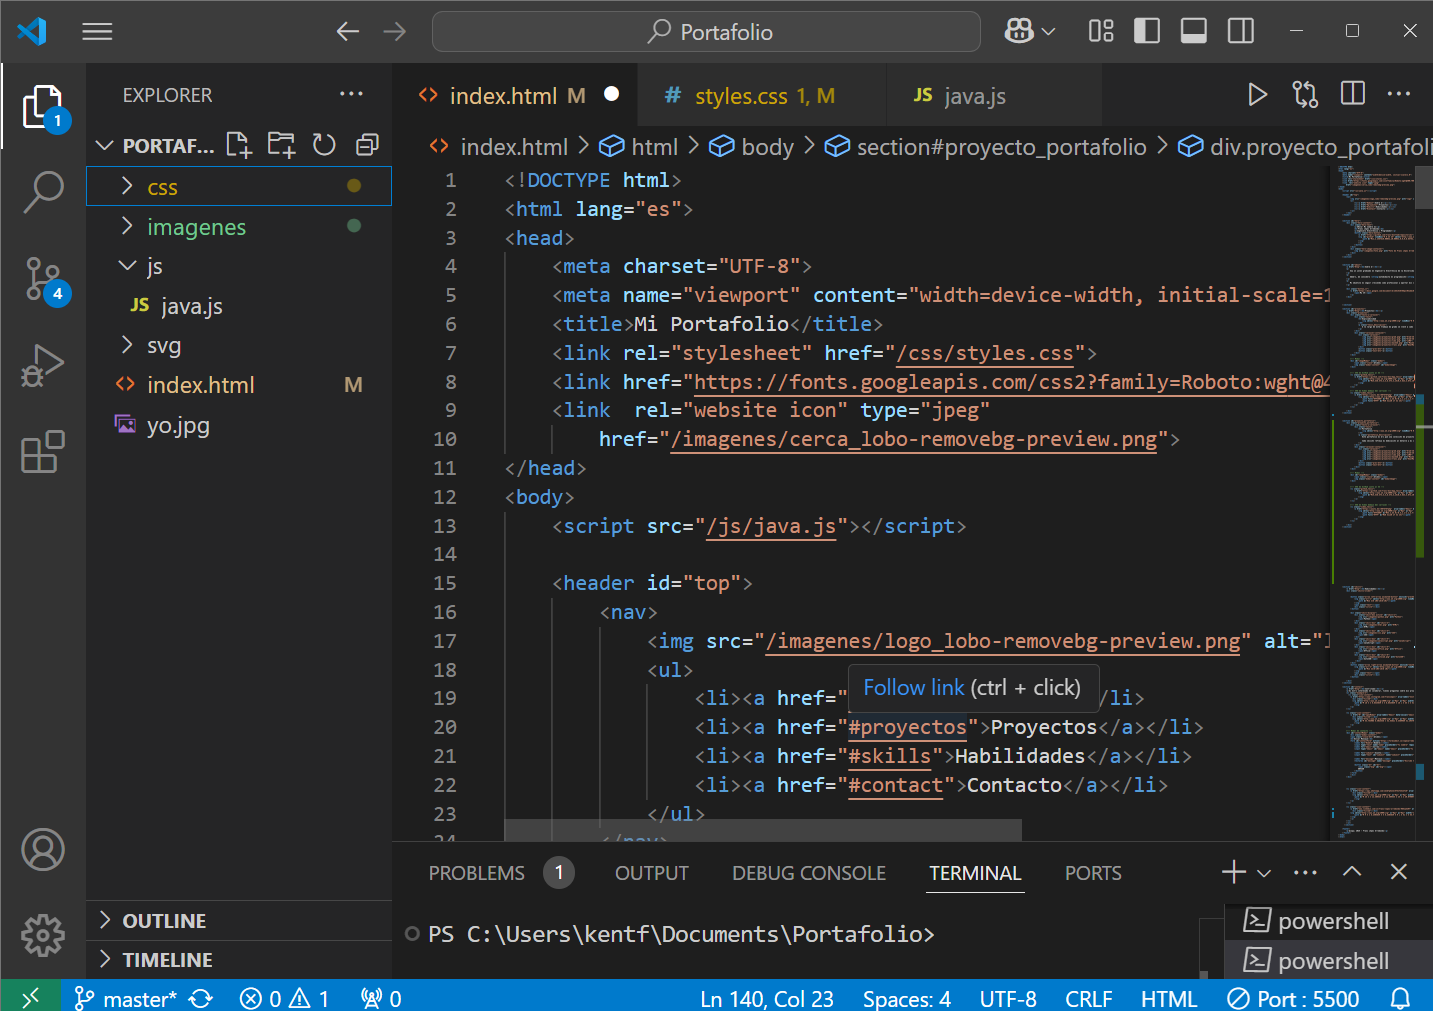 Portafolio
EXPLORER
index.html M
# styles.css 1, M
JS java.js
PORTAF...
index.html > html > body > section#proyecto_portafolio > div.proyecto_portafoli
1
css
imagenes
js
JS java.js
svg
index.html M
yo.jpg
4
1 <!DOCTYPE html>
2 <html lang="es">
3 <head>
4 <meta charset="UTF-8">
5 <meta name="viewport" content="width=device-width, initial-scale=1
6 <title>Mi Portafolio</title>
7 <link rel="stylesheet" href="/css/styles.css">
8 <link href="https://fonts.googleapis.com/css2?family=Roboto:wght@4
9 <link  rel="website icon" type="jpeg"
10 href="/imagenes/cerca_lobo-removebg-preview.png">
11 </head>
12 <body>
13 <script src="/js/java.js"></script>
14
15 <header id="top">
16 <nav>
17 <img src="/imagenes/logo_lobo-removebg-preview.png" alt="l
18 <ul>
Follow link (ctrl + click)
19 <li><a href=" /li>
20 <li><a href="#proyectos">Proyectos</a></li>
21 <li><a href="#skills">Habilidades</a></li>
22 <li><a href="#contact">Contacto</a></li>
23 </ul>
24 </nav>
OUTLINE
TIMELINE
PROBLEMS 1 OUTPUT DEBUG CONSOLE TERMINAL PORTS
PS C:\Users\kentf\Documents\Portafolio>
powershell
powershell
master* 0 1 0 Ln 140, Col 23 Spaces: 4 UTF-8 CRLF HTML Port : 5500